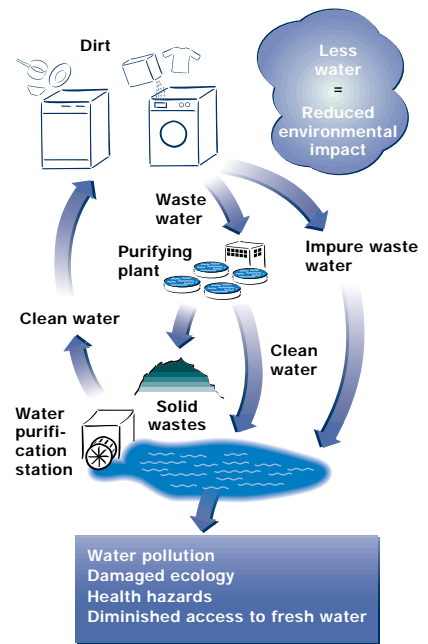 Dirt
Less
water
=
Reduced
environmental
impact
Waste
water
Purifying
plant
Impure waste
water
Clean water
Clean
water
Solid
wastes
Water
purifi-
cation
station
Water pollution
Damaged ecology
Health hazards
Diminished access to fresh water